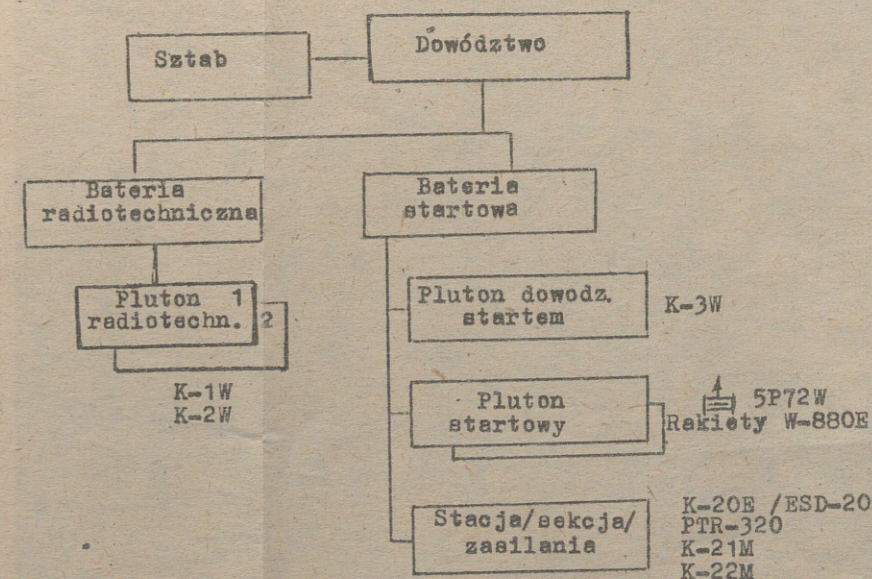 Sztab
Dowództwo
Bateria
radiotechniczna
Bateria
startowa
Pluton 1
radiotechn. 2
K-1W
K-2W
Pluton dowodz.
startem
K-3W
Pluton
startowy
5P72W
Rakiety W-880E
Stacja/sekcja/
zasilania
K-20E /ESD-20
PTR-320
K-21M
K-22M